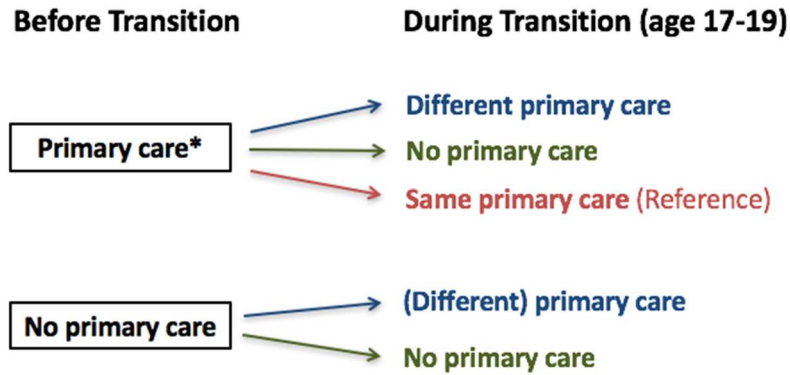 Before Transition
During Transition (age 17-19)
Primary care*
Different primary care
No primary care
Same primary care (Reference)
No primary care
(Different) primary care
No primary care